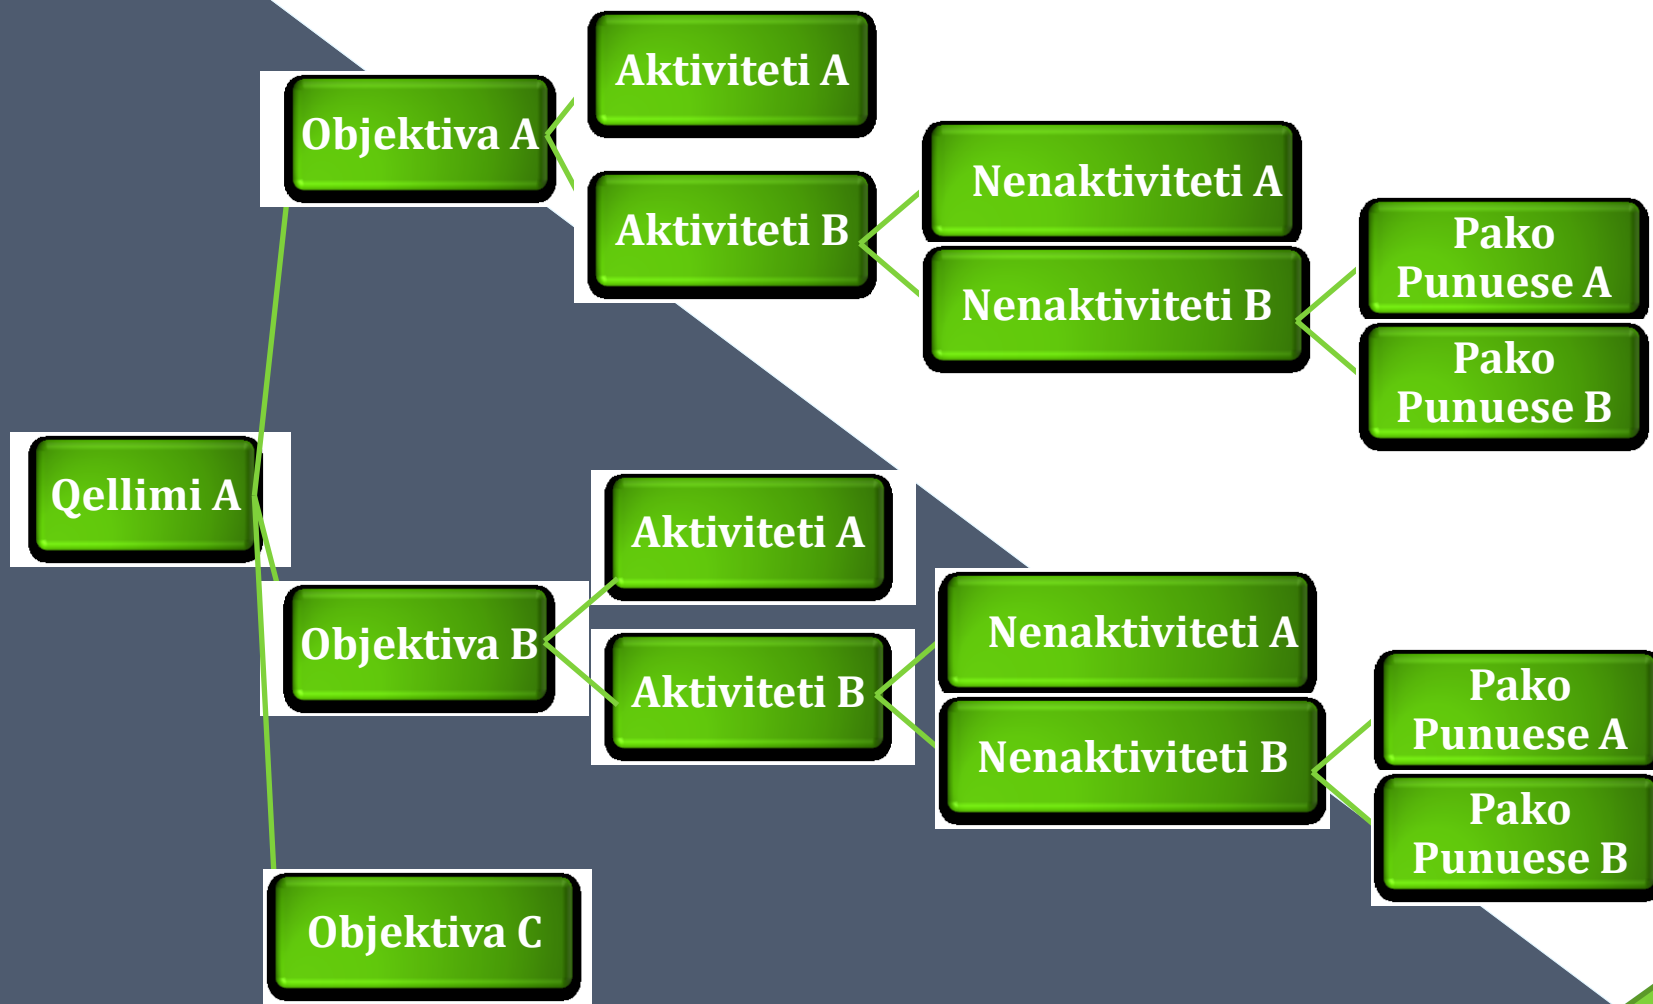 Aktiviteti A
Objektiva A
Nenaktiviteti A
Aktiviteti B
Pako
Punuese A
Nenaktiviteti B
Pako
Punuese B
Qellimi A
Aktiviteti A
Objektiva B
Nenaktiviteti A
Aktiviteti B
Pako
Punuese A
Nenaktiviteti B
Pako
Punuese B
Objektiva C